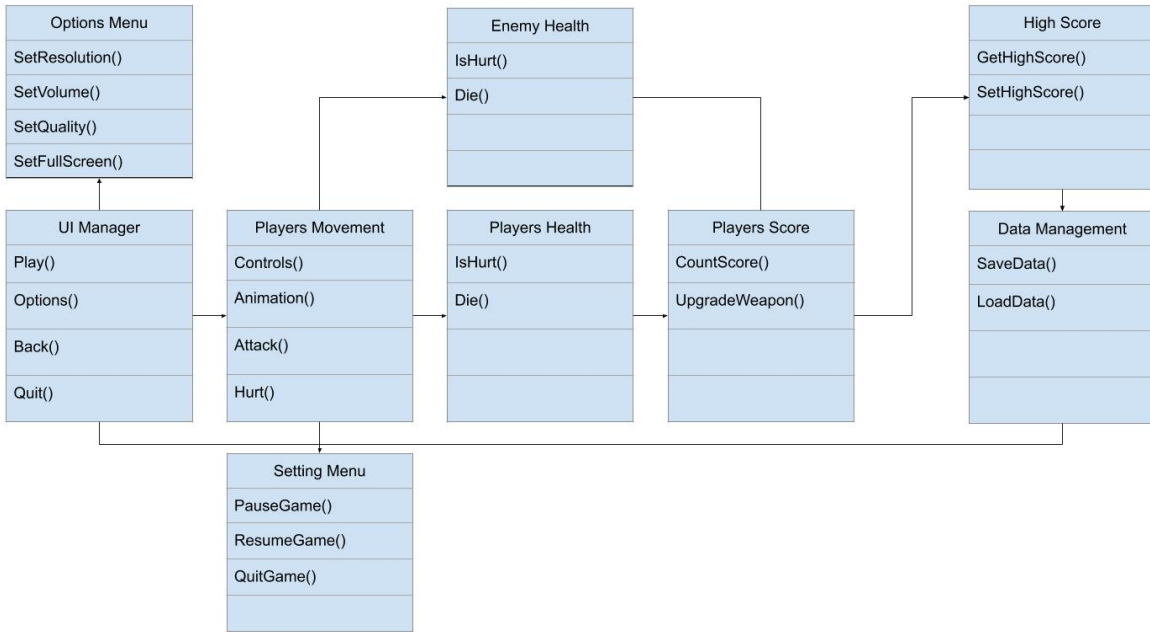 Options Menu
SetResolution()
SetVolume()
SetQuality()
SetFullScreen()
Enemy Health
IsHurt()
Die()
High Score
GetHighScore()
SetHighScore()
UI Manager
Play()
Options()
Back()
Quit()
Players Movement
Controls()
Animation()
Attack()
Hurt()
Players Health
IsHurt()
Die()
Players Score
CountScore()
UpgradeWeapon()
Data Management
SaveData()
LoadData()
Setting Menu
PauseGame()
ResumeGame()
QuitGame()